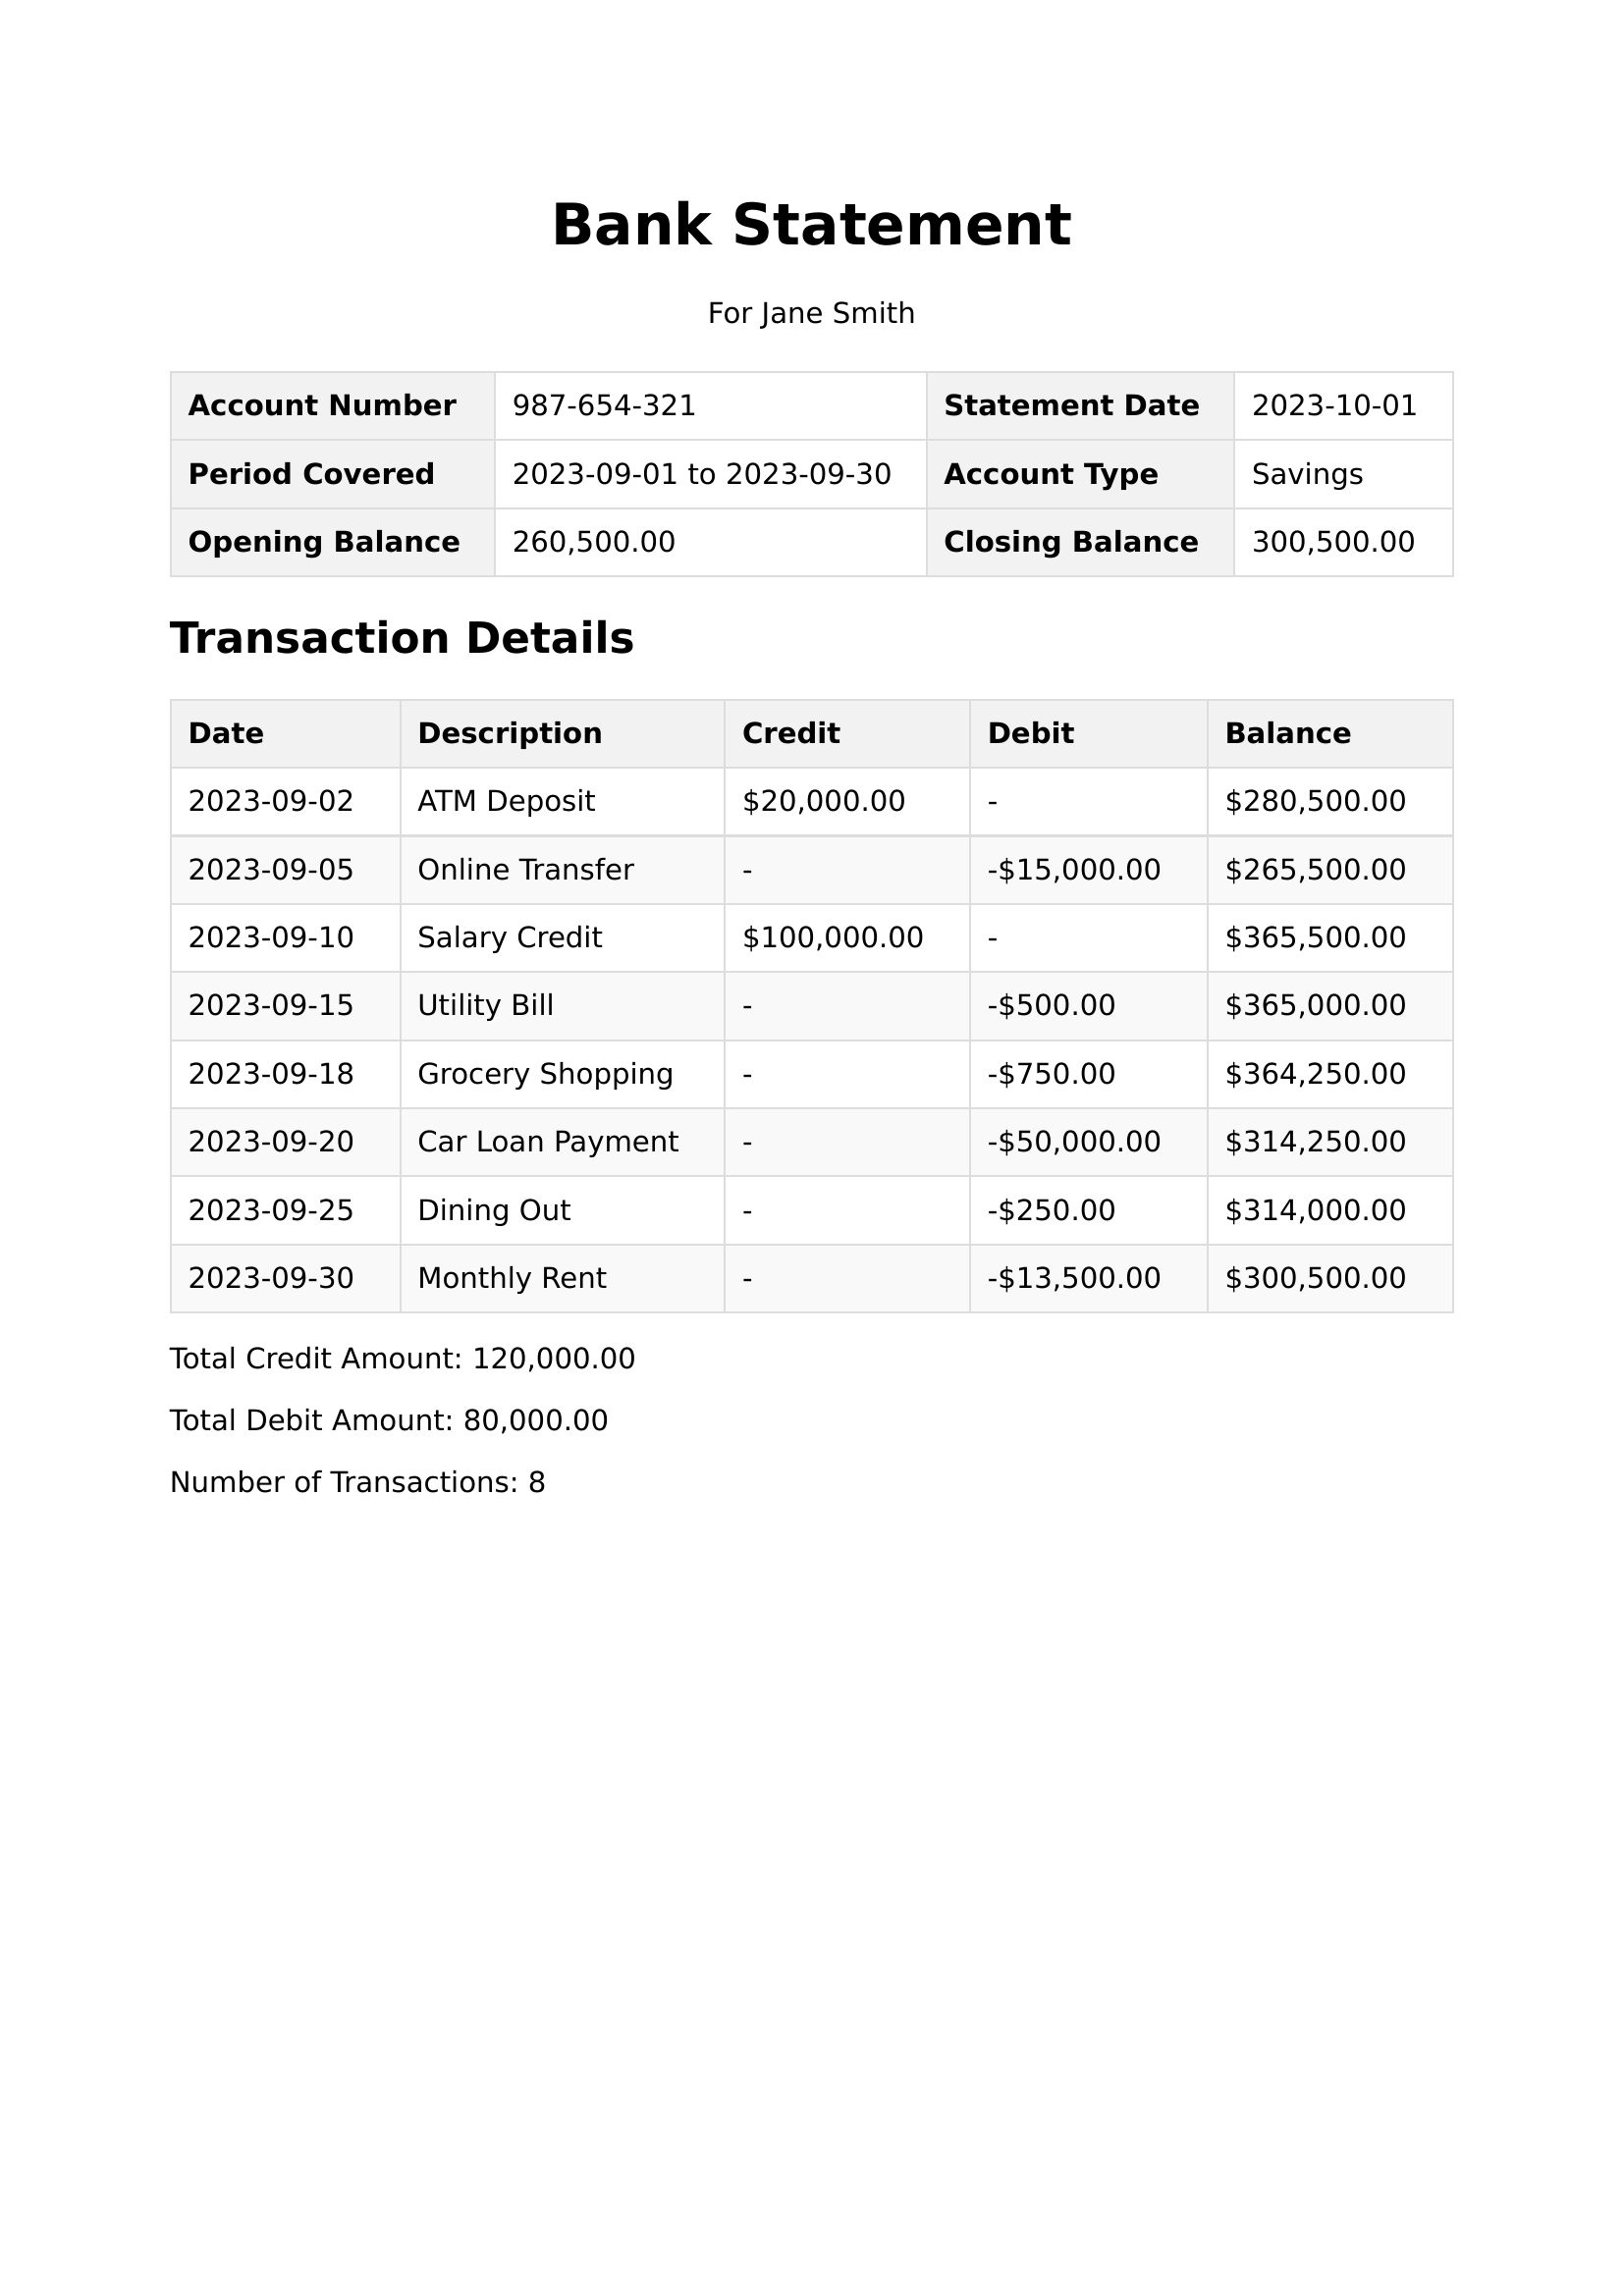 Bank Statement
For Jane Smith
Account Number 987-654-321 Statement Date 2023-10-01
Period Covered 2023-09-01 to 2023-09-30 Account Type Savings
Opening Balance 260,500.00 Closing Balance 300,500.00
Transaction Details
Date Description Credit Debit Balance
2023-09-02 ATM Deposit $20,000.00 - $280,500.00
2023-09-05 Online Transfer - -$15,000.00 $265,500.00
2023-09-10 Salary Credit $100,000.00 - $365,500.00
2023-09-15 Utility Bill - -$500.00 $365,000.00
2023-09-18 Grocery Shopping - -$750.00 $364,250.00
2023-09-20 Car Loan Payment - -$50,000.00 $314,250.00
2023-09-25 Dining Out - -$250.00 $314,000.00
2023-09-30 Monthly Rent - -$13,500.00 $300,500.00
Total Credit Amount: 120,000.00
Total Debit Amount: 80,000.00
Number of Transactions: 8